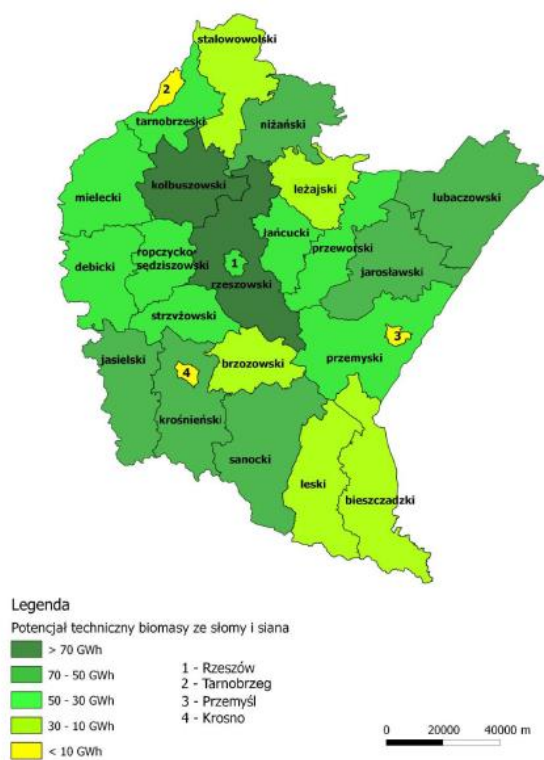 stalowowolski
2
tarnobrzeski
niżański
kolbuszowski
leżajski
lubaczowski
mielecki
łańcucki
ropczycko-
przeworski
debicki
sędziszowski
1
jarosławski
rzeszowski
strzyżowski
3
jasielski
brzozowski
przemyski
4
krośnieński
sanocki
leski
bieszczadzki
Legenda
Potencjał techniczny biomasy ze słomy i siana
> 70 GWh
70 - 50 GWh
50 - 30 GWh
30 - 10 GWh
< 10 GWh
1 - Rzeszów
2 - Tarnobrzeg
3 - Przemyśl
4 - Krosno
0 20000 40000 m